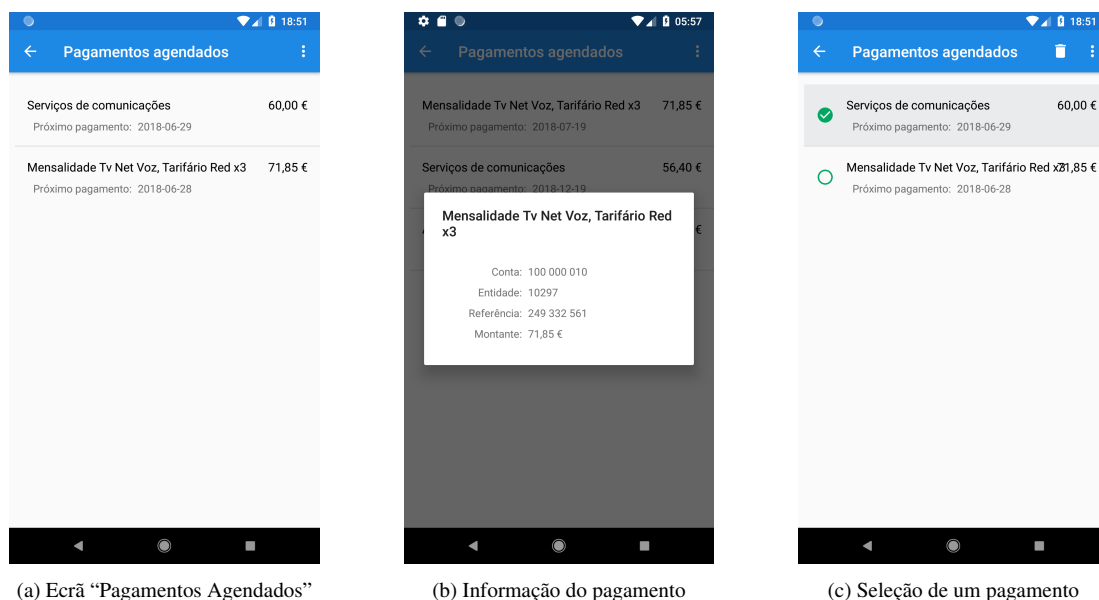 18:51
Pagamentos agendados
Serviços de comunicações 60,00 €
Próximo pagamento: 2018-06-29
Mensalidade Tv Net Voz, Tarifário Red x3 71,85 €
Próximo pagamento: 2018-06-28
(a) Ecrã “Pagamentos Agendados”
05:57
Pagamentos agendados
Mensalidade Tv Net Voz, Tarifário Red x3 71,85 €
Próximo pagamento: 2018-07-19
Serviços de comunicações 56,40 €
Próximo pagamento: 2018-12-19
€
Mensalidade Tv Net Voz, Tarifário Red
x3
Conta: 100 000 010
Entidade: 10297
Referência: 249 332 561
Montante: 71,85 €
(b) Informação do pagamento
18:51
Pagamentos agendados
Serviços de comunicações 60,00 €
Próximo pagamento: 2018-06-29
Mensalidade Tv Net Voz, Tarifário Red x3 71,85 €
Próximo pagamento: 2018-06-28
(c) Seleção de um pagamento